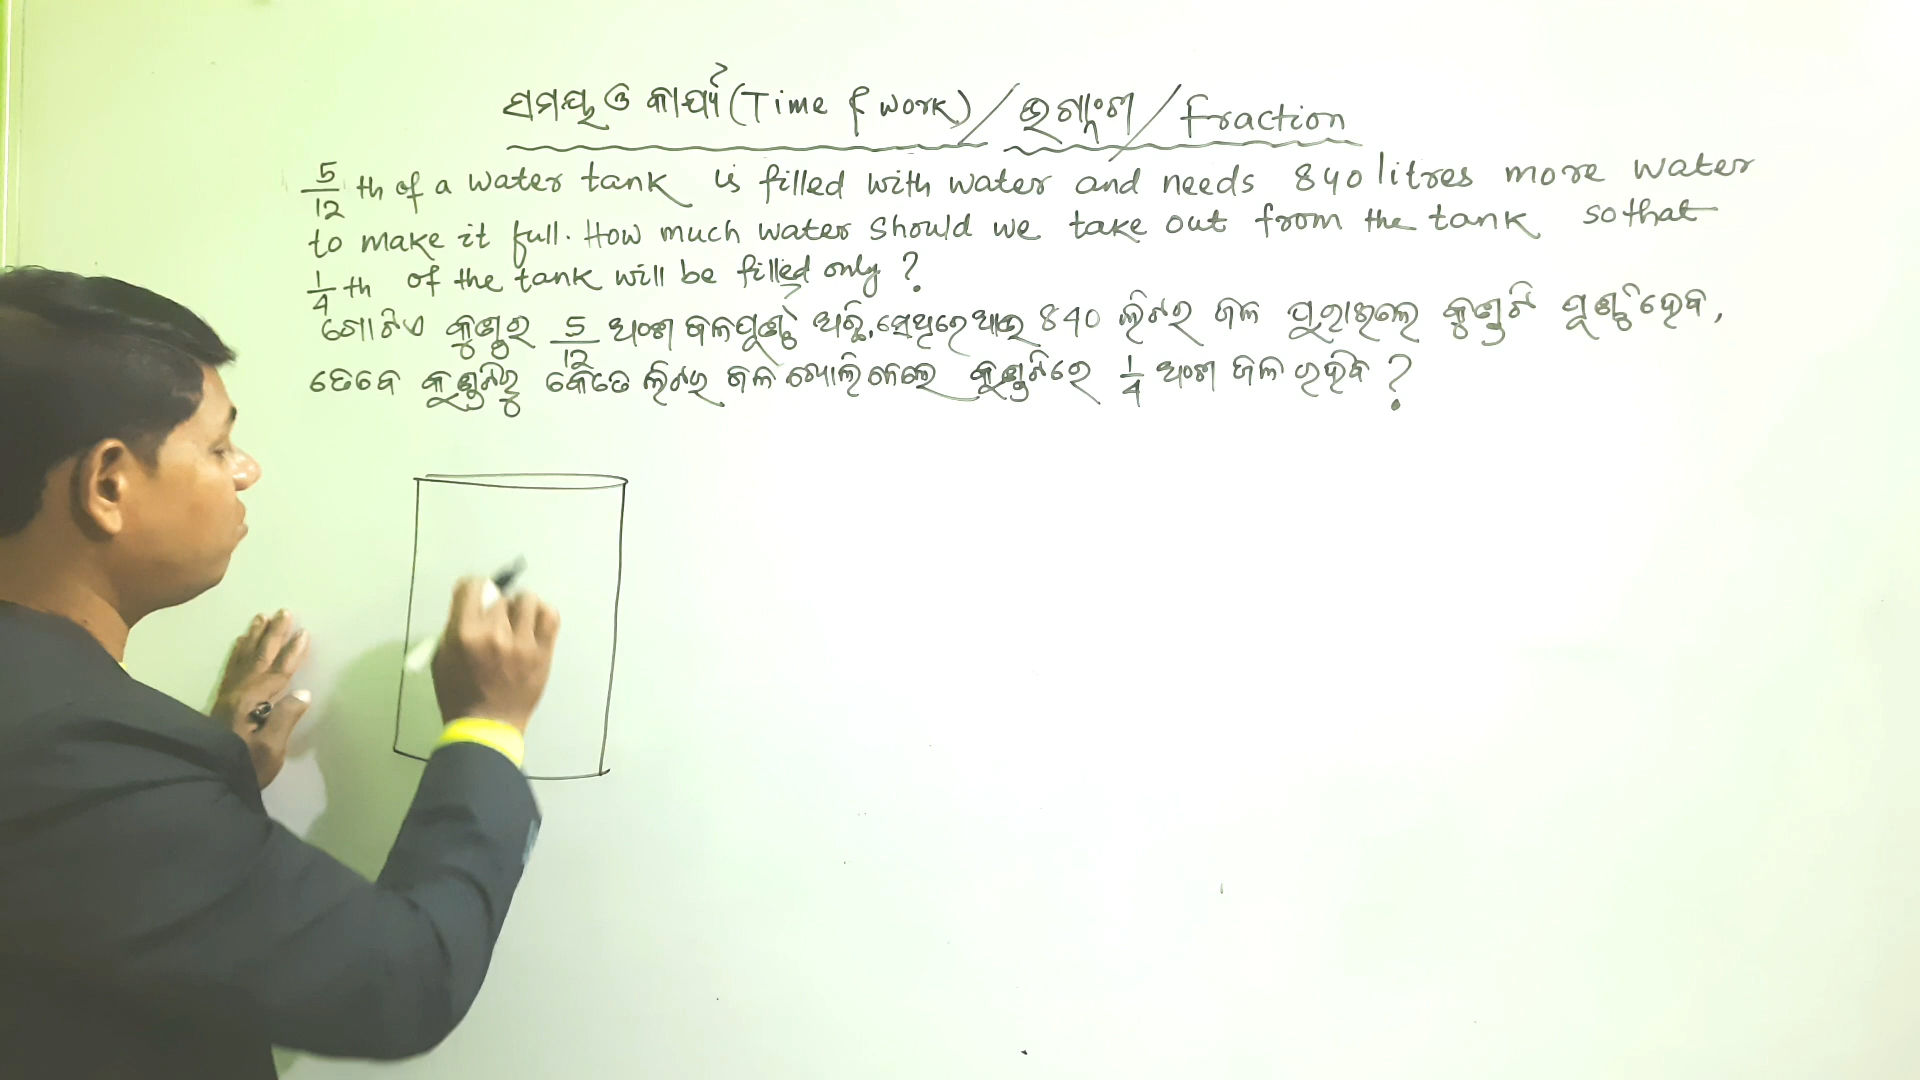 ସମୟ ଓ କାର୍ଯ୍ୟ (Time & work) / ଭଗ୍ନାଂଶ / Fraction
5/12 th of a water tank is filled with water and needs 840 litres more water
to make it full. How much water should we take out from the tank so that
1/4 th of the tank will be filled only ?
ଗୋଟିଏ କୁଣ୍ଡର 5/12 ଅଂଶ ଜଳପୂର୍ଣ୍ଣ ଅଛି, ସେଥିରେ ଆଉ 840 ଲିଟର ଜଳ ପୁରାଇଲେ କୁଣ୍ଡଟି ପୂର୍ଣ୍ଣ ହେବ,
ତେବେ କୁଣ୍ଡଟିରୁ କେତେ ଲିଟର ଜଳ ଖୋଲିଦେଲେ କୁଣ୍ଡଟିରେ 1/4 ଅଂଶ ଜଳ ରହିବ ?